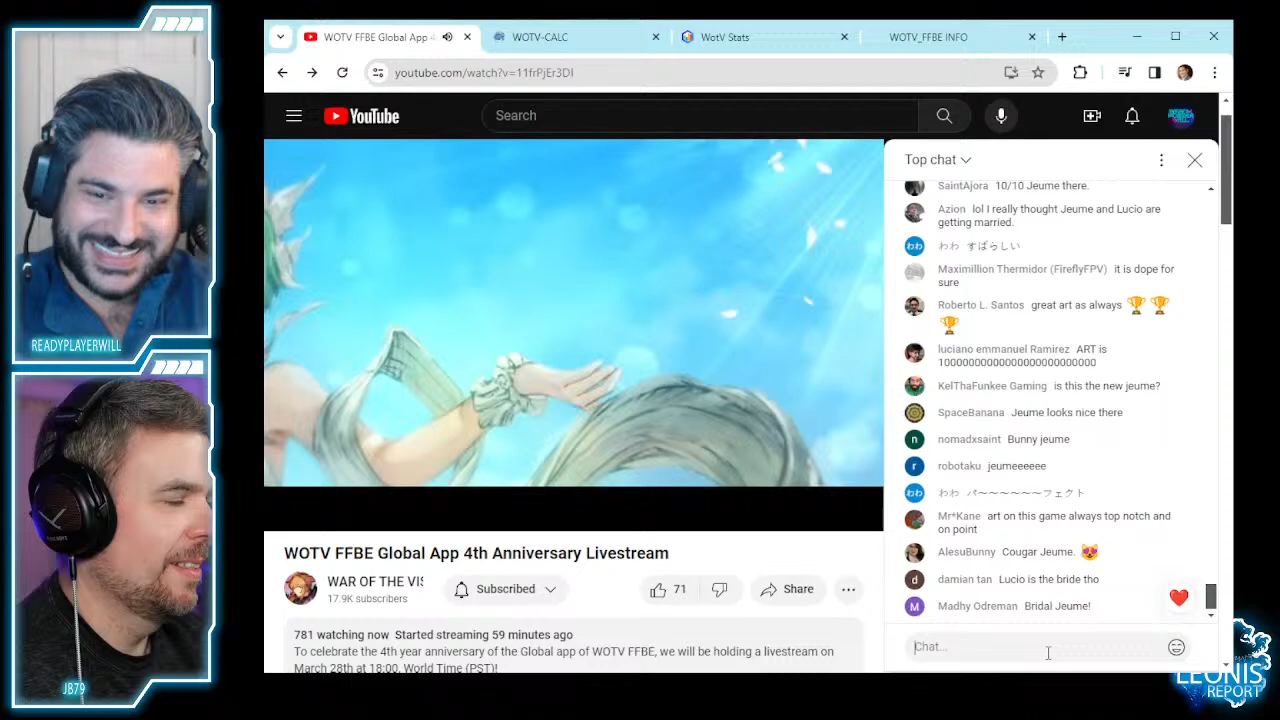 WOTV FFBE Global App 4
WOTV-CALC
WotV Stats
WOTV_FFBE INFO
youtube.com/watch?v=11frPjEr3DI
YouTube
Search
Top chat
SaintAjora 10/10 Jeume there.
Azion lol I really thought Jeume and Lucio are
getting married.
わわ わわ すばらしい
Maximillion Thermidor (FireflyFPV) it is dope for
sure
Roberto L. Santos great art as always
luciano emmanuel Ramirez ART is
KelThaFunkee Gaming is this the new jeume?
SpaceBanana Jeume looks nice there
n nomadxsaint Bunny jeume
r robotaku jeumeeeeee
わわ わわ パ〜〜〜〜〜〜フェクト
Mr*Kane art on this game always top notch and
on point
AlesuBunny Cougar Jeume.
d damian tan Lucio is the bride tho
M Madhy Odreman Bridal Jeume!
Chat...
WOTV FFBE Global App 4th Anniversary Livestream
WAR OF THE VIS
17.9K subscribers
Subscribed
71
Share
781 watching now Started streaming 59 minutes ago
To celebrate the 4th year anniversary of the Global app of WOTV FFBE, we will be holding a livestream on
March 28th at 18:00, World Time (PST)!
READYPLAYERWILL
JB79
LEONIS
REPORT